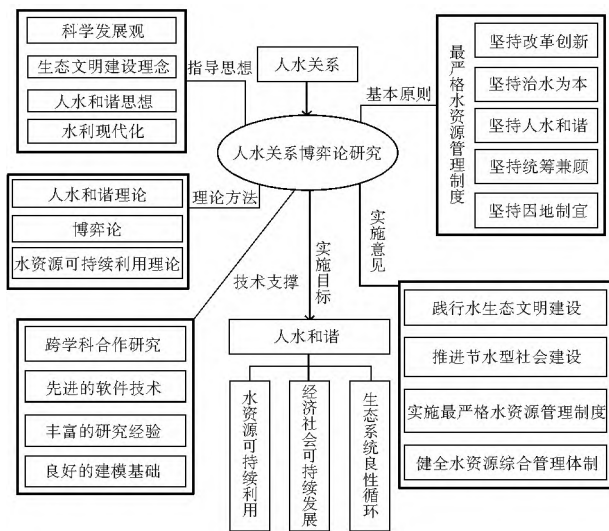 科学发展观
生态文明建设理念
人水和谐思想
水利现代化
指导思想
人水关系
基本原则
最严格水资源管理制度
坚持改革创新
坚持治水为本
坚持人水和谐
坚持统筹兼顾
坚持因地制宜
人水关系博弈论研究
人水和谐理论
博弈论
水资源可持续利用理论
理论方法
技术支撑
实施目标
实施意见
跨学科合作研究
先进的软件技术
丰富的研究经验
良好的建模基础
人水和谐
水资源可持续利用
经济社会可持续发展
生态系统良性循环
践行水生态文明建设
推进节水型社会建设
实施最严格水资源管理制度
健全水资源综合管理体制